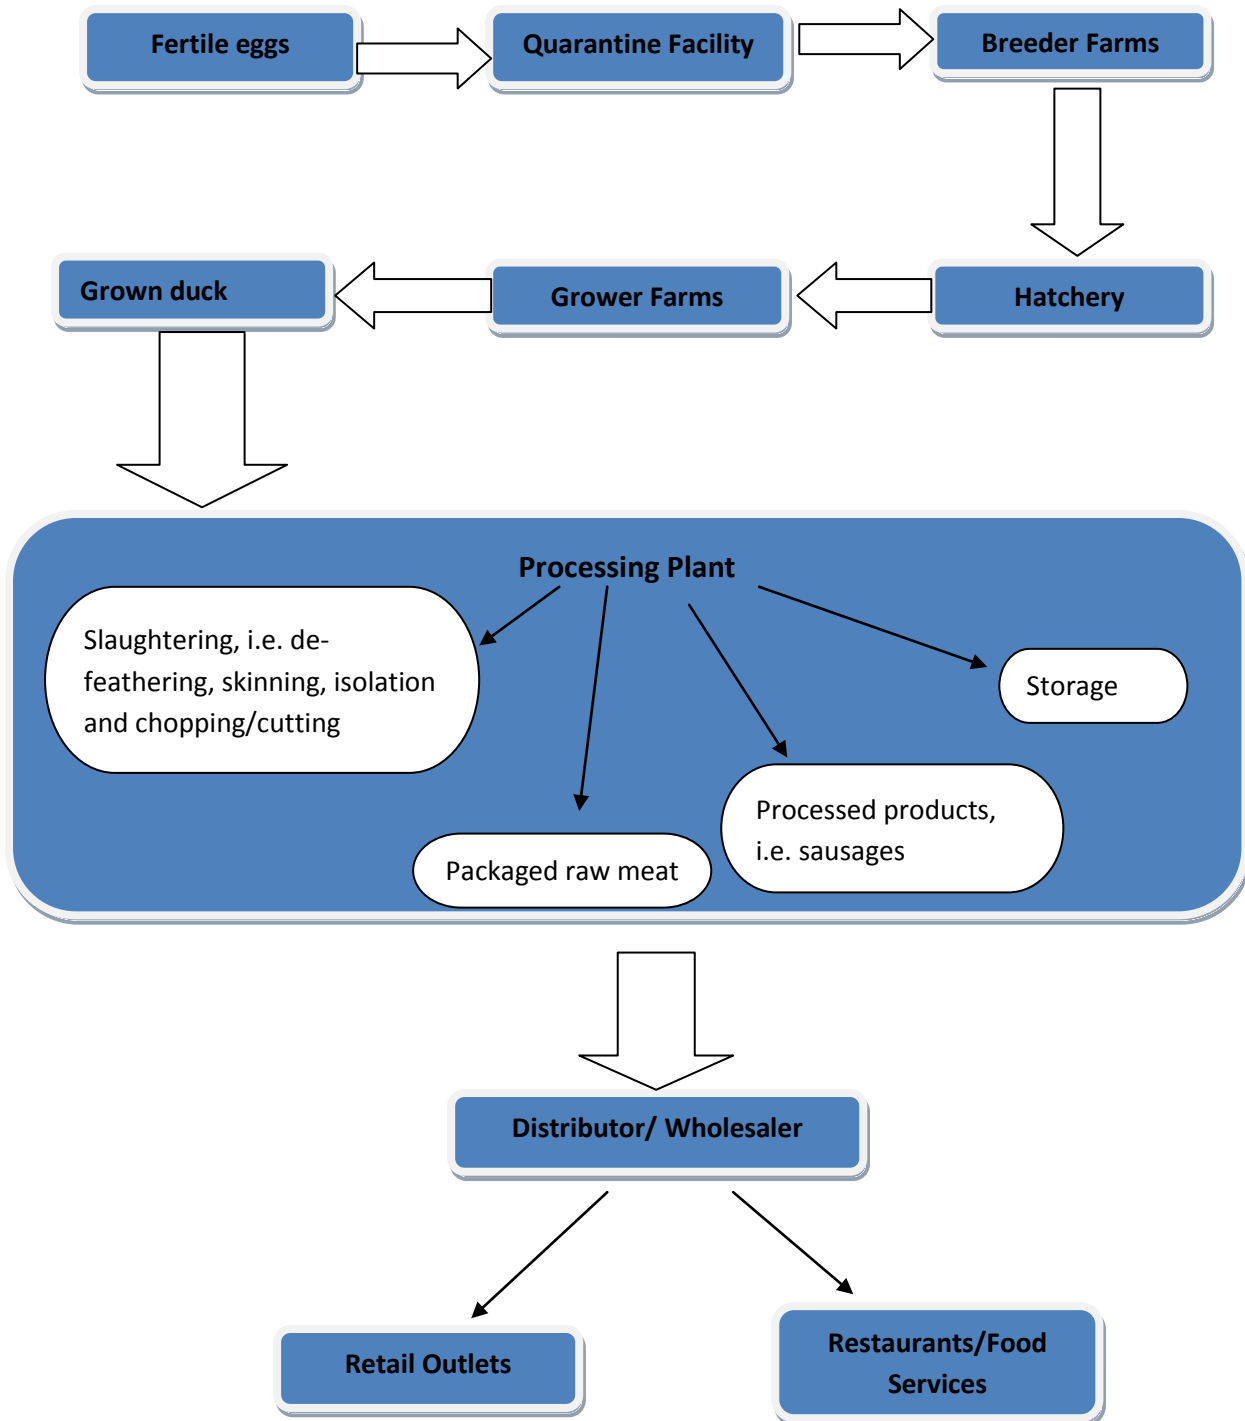 Fertile eggs
Quarantine Facility
Breeder Farms
Grown duck
Grower Farms
Hatchery
Processing Plant
Slaughtering, i.e. de-
feathering, skinning, isolation
and chopping/cutting
Storage
Processed products,
i.e. sausages
Packaged raw meat
Distributor/ Wholesaler
Retail Outlets
Restaurants/Food
Services